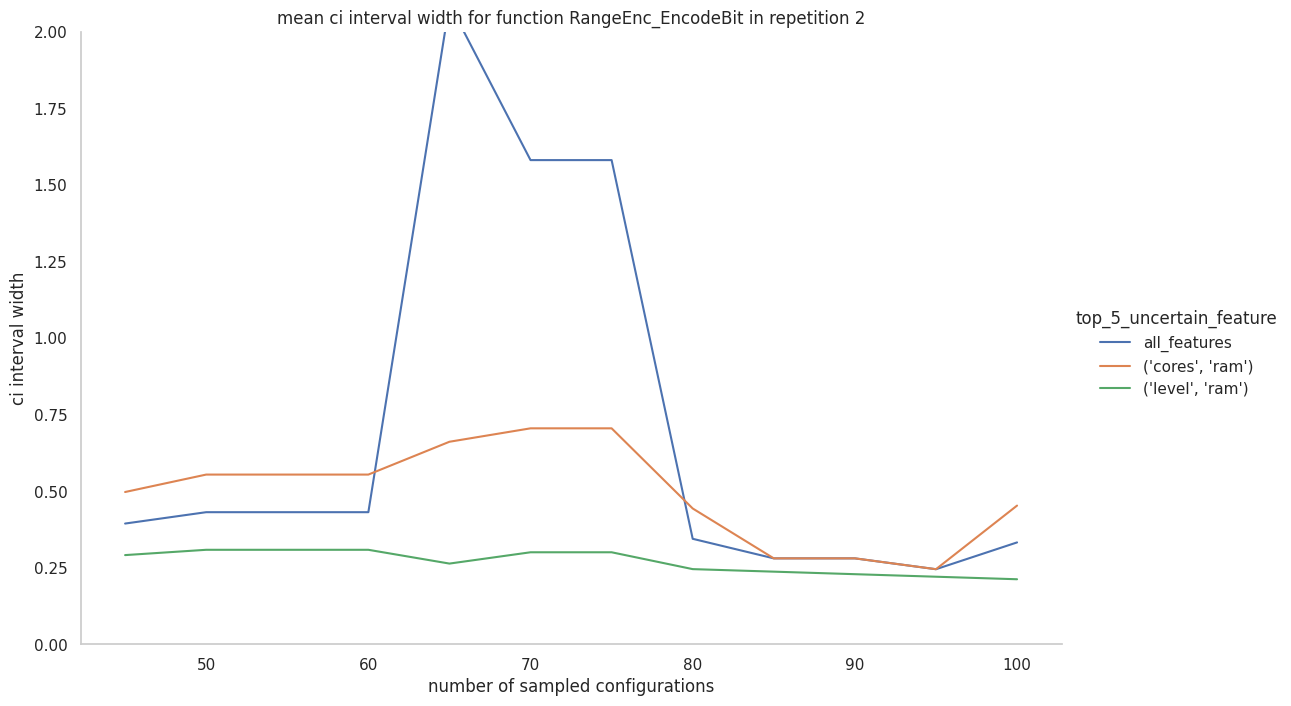 mean ci interval width for function RangeEnc_EncodeBit in repetition 2
2.00
1.75
1.50
1.25
1.00
0.75
0.50
0.25
0.00
ci interval width
50 60 70 80 90 100
number of sampled configurations
top_5_uncertain_feature
all_features
('cores', 'ram')
('level', 'ram')